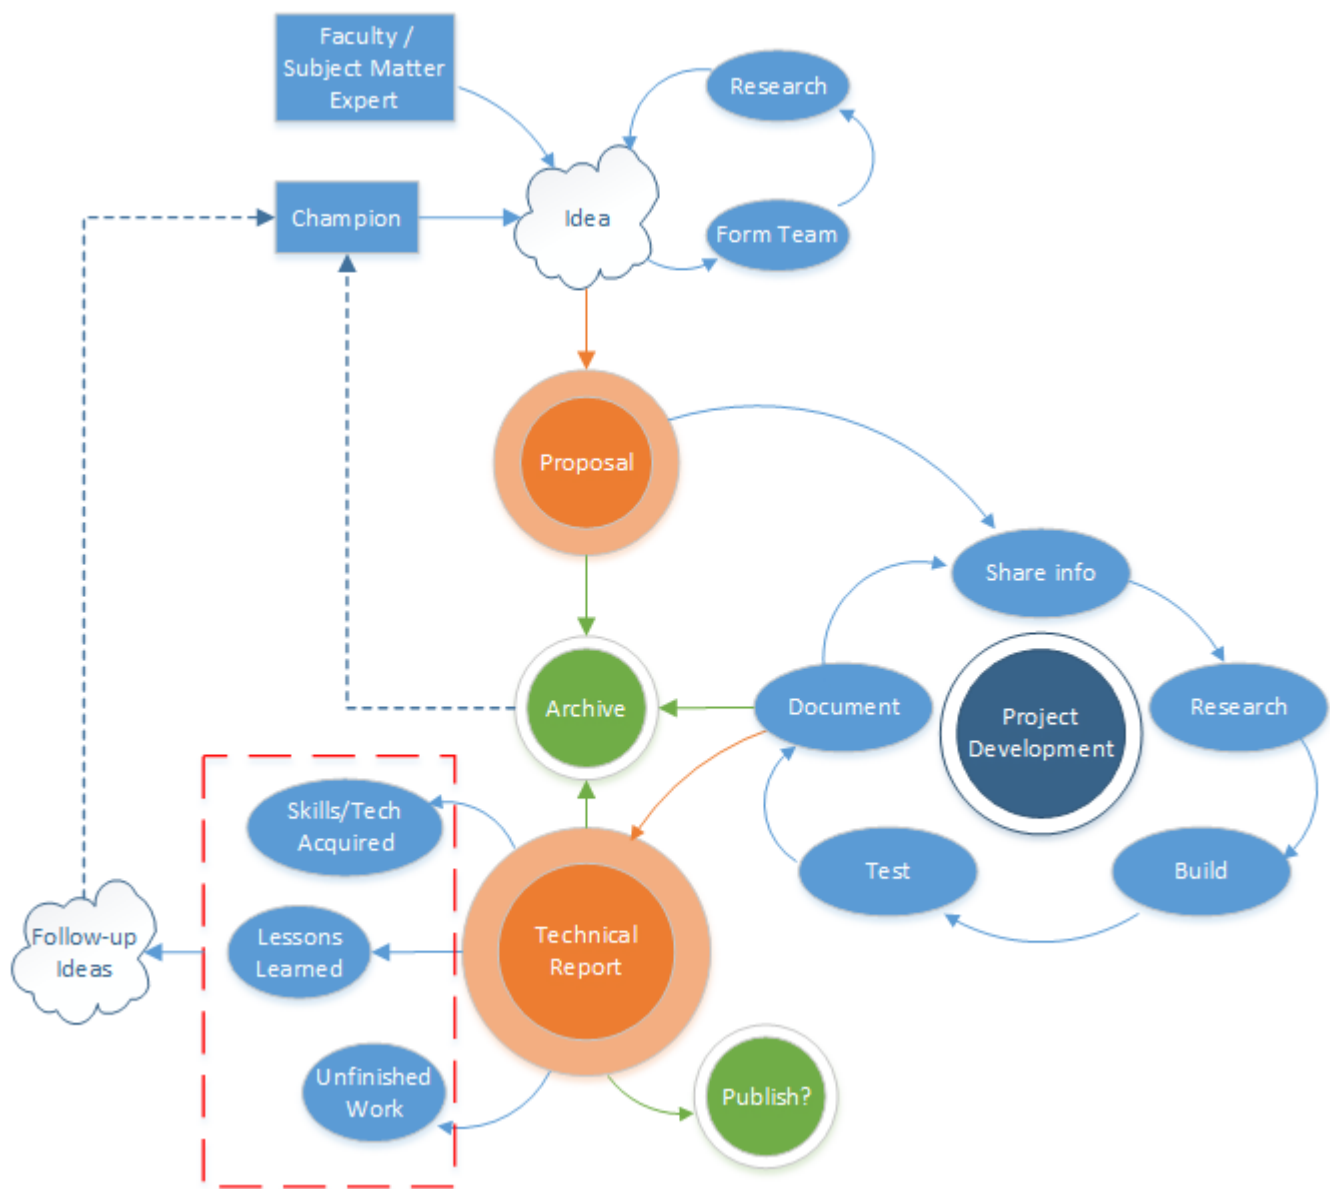 Faculty /
Subject Matter
Expert
Research
Champion
Idea
Form Team
Proposal
Share info
Archive
Document
Project
Development
Research
Skills/Tech
Acquired
Test
Build
Follow-up
Ideas
Lessons
Learned
Technical
Report
Unfinished
Work
Publish?